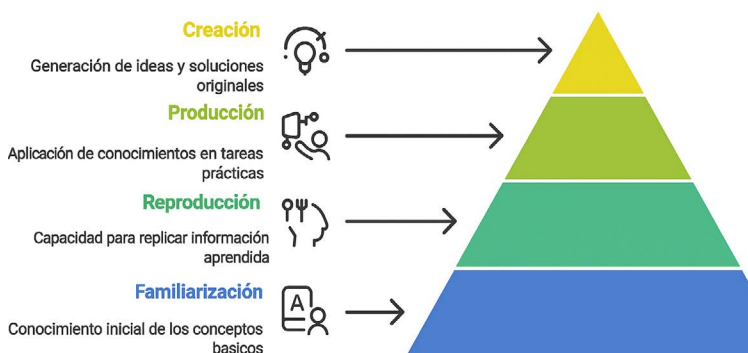 Creación
Generación de ideas y soluciones
originales
Producción
Aplicación de conocimientos en tareas
prácticas
Reproducción
Capacidad para replicar información
aprendida
Familiarización
A
Conocimiento inicial de los conceptos
basicos